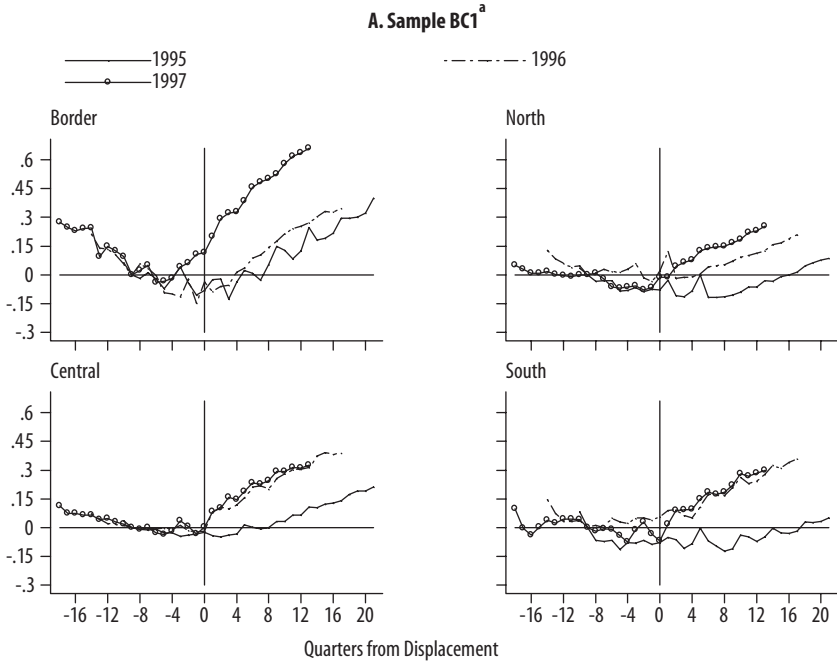 A. Sample BC1a
1995
1996
1997
Border
North
.6
.45
.3
.15
0
-.15
-.3
Central
South
.6
.45
.3
.15
0
-.15
-.3
-16 -12 -8 -4 0 4 8 12 16 20
-16 -12 -8 -4 0 4 8 12 16 20
Quarters from Displacement